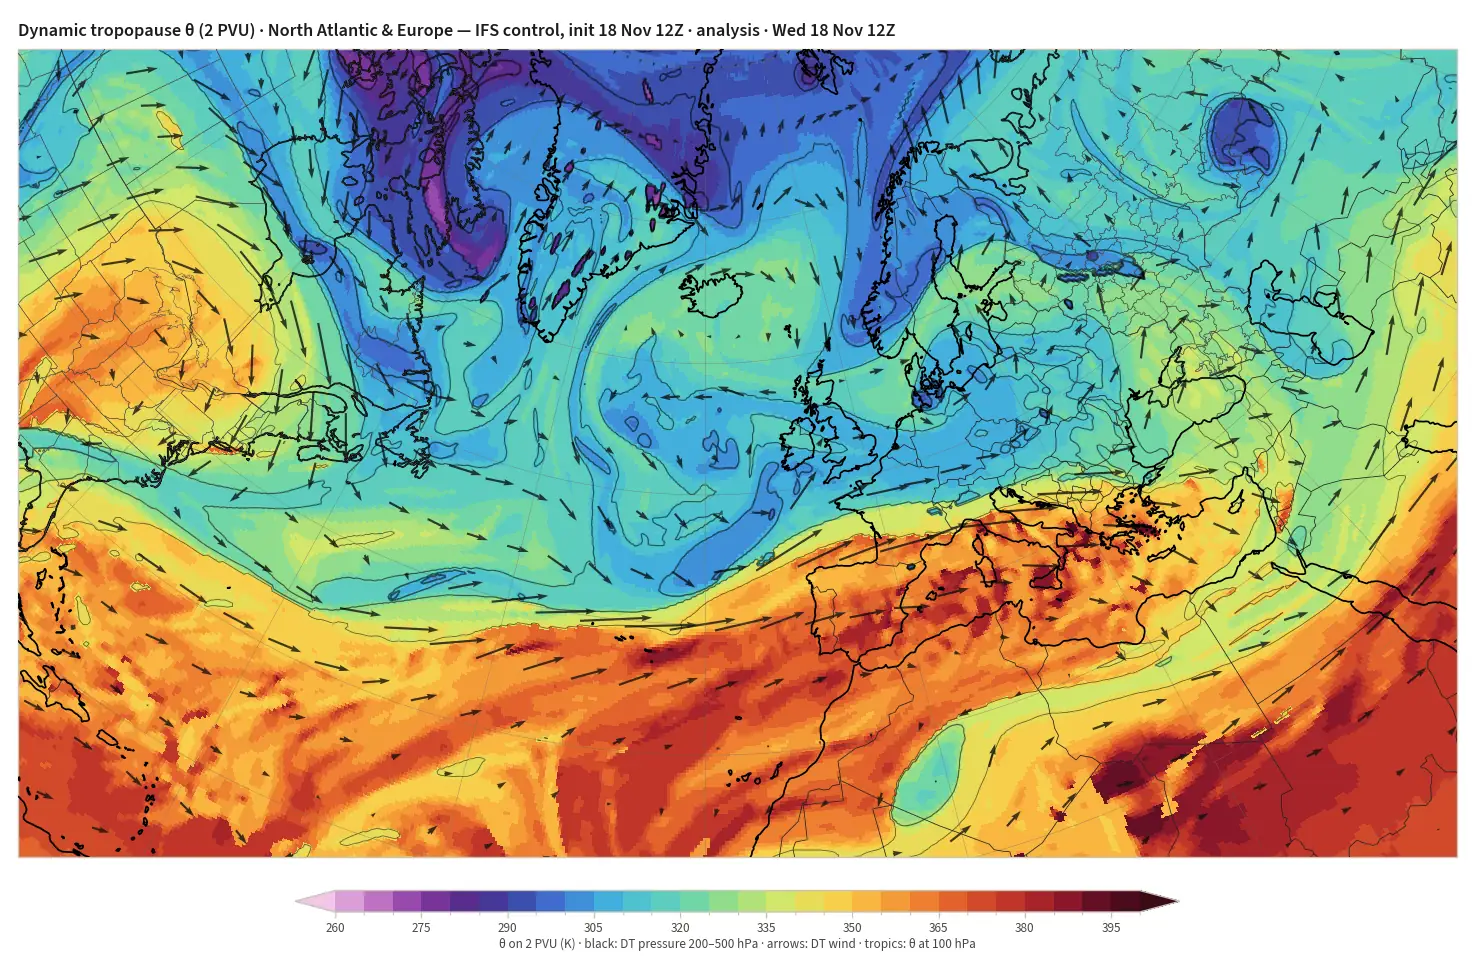 Dynamic tropopause θ (2 PVU) · North Atlantic & Europe — IFS control, init 18 Nov 12Z · analysis · Wed 18 Nov 12Z
260 275 290 305 320 335 350 365 380 395
θ on 2 PVU (K) · black: DT pressure 200–500 hPa · arrows: DT wind · tropics: θ at 100 hPa